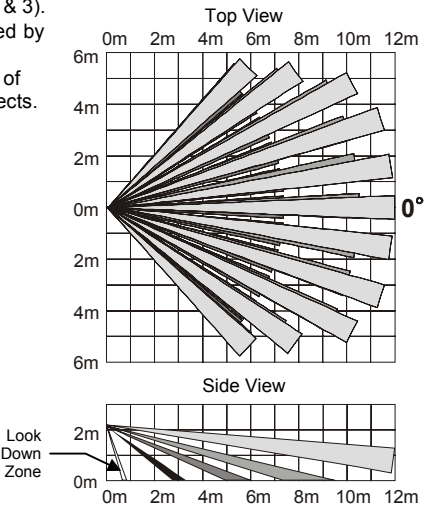 & 3).
ed by
of
ects.
Top View
0m 2m 4m 6m 8m 10m 12m
6m
4m
2m
0m
0°
2m
4m
6m
Side View
Look
Down
Zone
2m
0m
0m 2m 4m 6m 8m 10m 12m